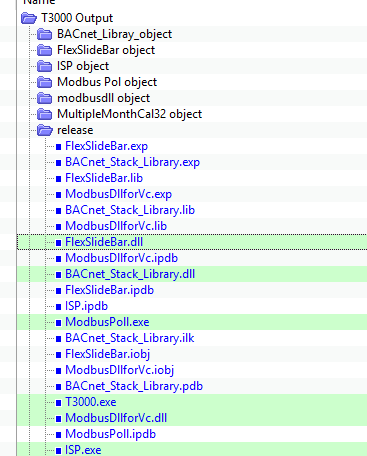 Name
T3000 Output
BACnet_Libray_object
FlexSlideBar object
ISP object
Modbus Pol object
modbusdll object
MultipleMonthCal32 object
release
FlexSlideBar.exp
BACnet_Stack_Library.exp
FlexSlideBar.lib
ModbusDllforVc.exp
BACnet_Stack_Library.lib
ModbusDllforVc.lib
FlexSlideBar.dll
ModbusDllforVc.ipdb
BACnet_Stack_Library.dll
FlexSlideBar.ipdb
ISP.ipdb
ModbusPoll.exe
BACnet_Stack_Library.ilk
FlexSlideBar.iobj
ModbusDllforVc.iobj
BACnet_Stack_Library.pdb
T3000.exe
ModbusDllforVc.dll
ModbusPoll.ipdb
ISP.exe